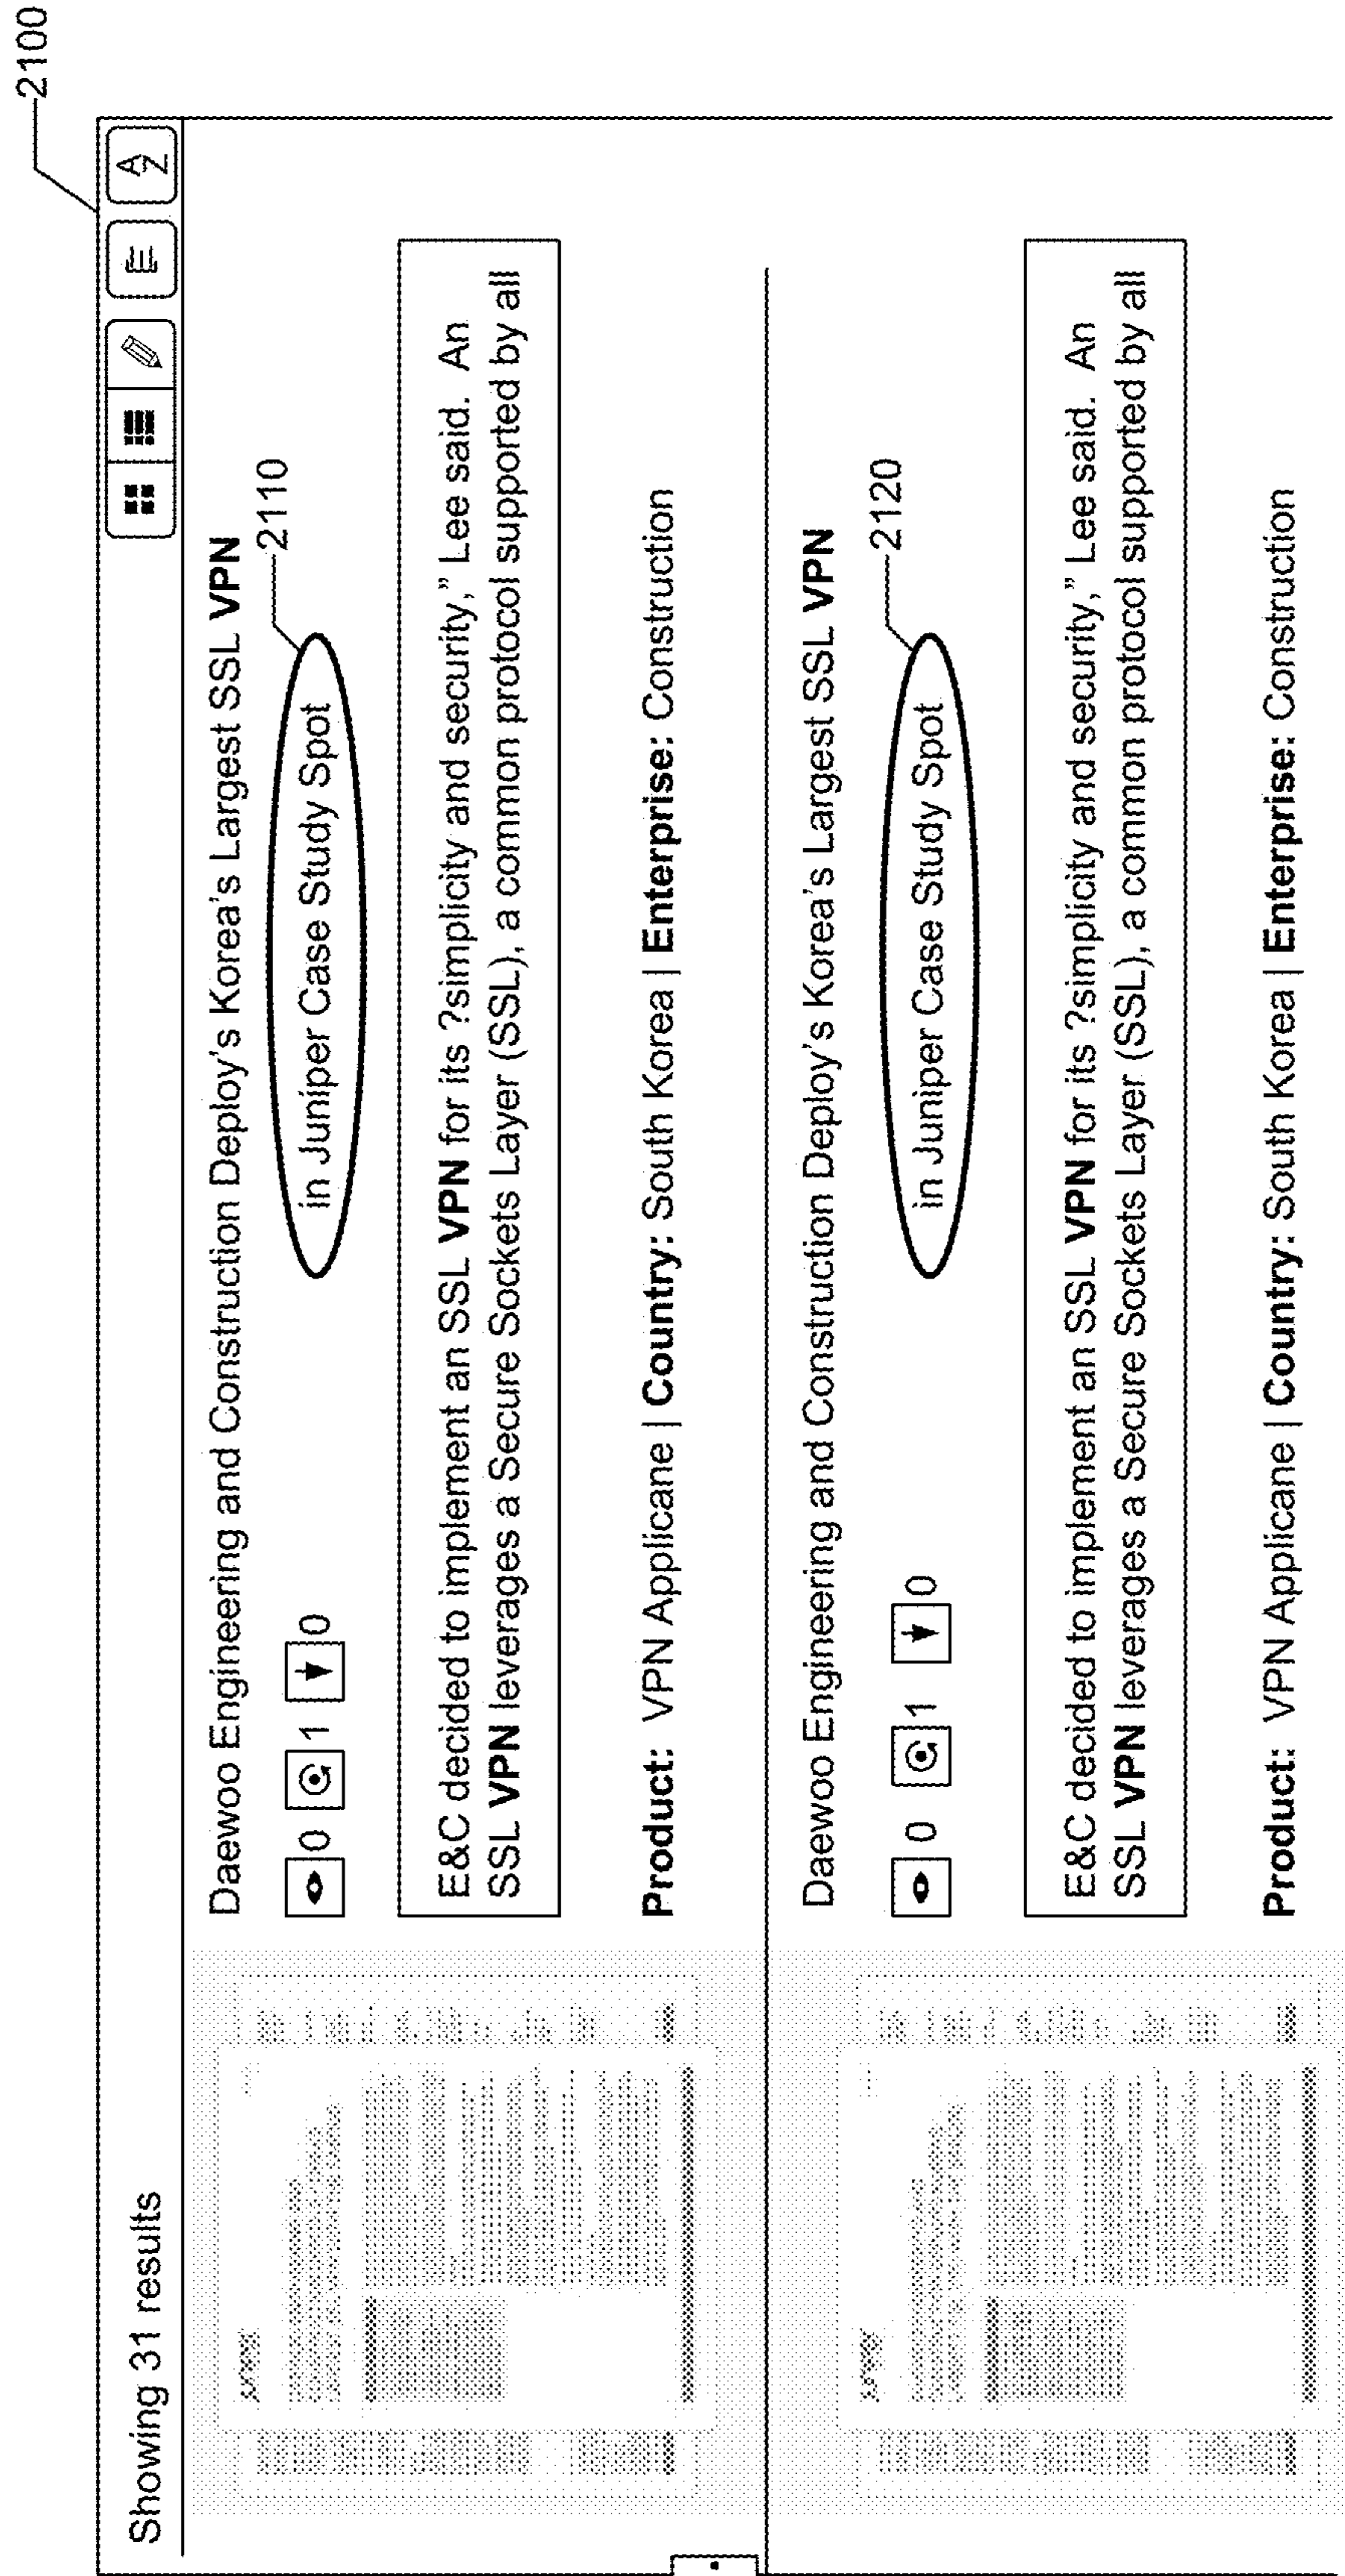 2100
Showing 31 results
A
Z
Daewoo Engineering and Construction Deploy's Korea's Largest SSL VPN
0 1 0
in Juniper Case Study Spot
2110
E&C decided to implement an SSL VPN for its ?simplicity and security,” Lee said. An
SSL VPN leverages a Secure Sockets Layer (SSL), a common protocol supported by all
Product: VPN Applicane | Country: South Korea | Enterprise: Construction
Daewoo Engineering and Construction Deploy's Korea's Largest SSL VPN
0 1 0
in Juniper Case Study Spot
2120
E&C decided to implement an SSL VPN for its ?simplicity and security,” Lee said. An
SSL VPN leverages a Secure Sockets Layer (SSL), a common protocol supported by all
Product: VPN Applicane | Country: South Korea | Enterprise: Construction